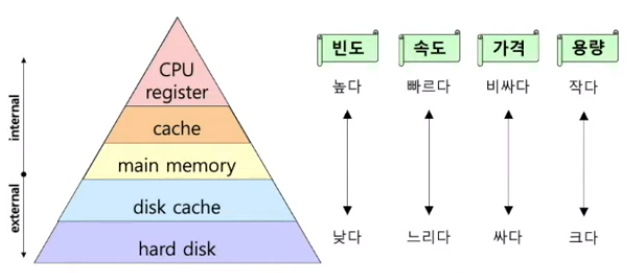 빈도 속도 가격 용량
높다 빠르다 비싸다 작다
CPU
register
internal
cache
main memory
external
disk cache
hard disk
낮다 느리다 싸다 크다